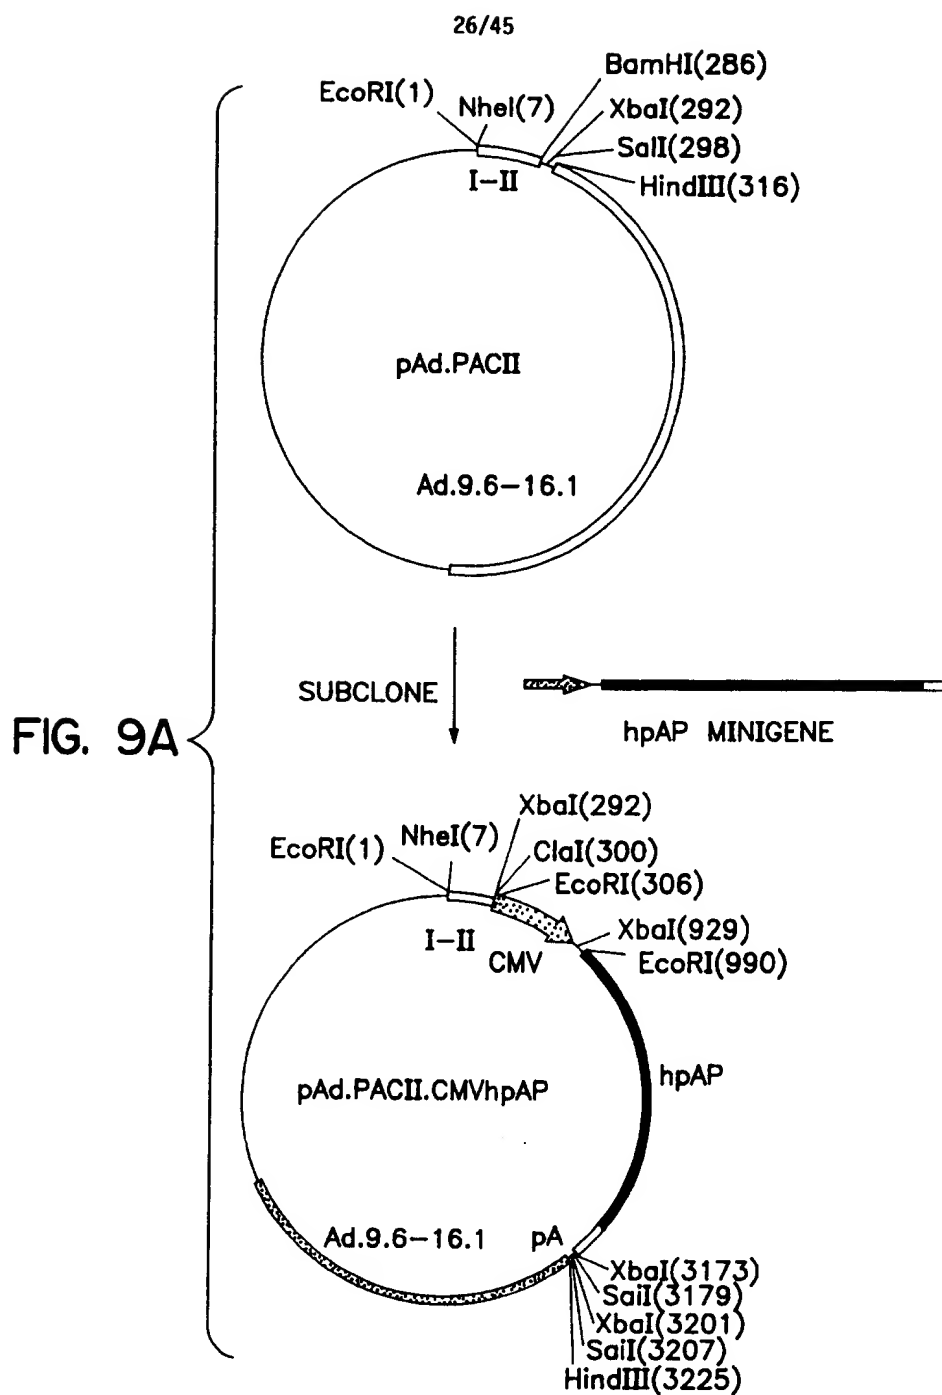 26/45
EcoRI(1)
NheI(7)
BamHI(286)
XbaI(292)
SalI(298)
HindIII(316)
I-II
pAd.PACII
Ad.9.6-16.1
SUBCLONE
hpAP MINIGENE
FIG. 9A
EcoRI(1)
NheI(7)
XbaI(292)
ClaI(300)
EcoRI(306)
XbaI(929)
EcoRI(990)
I-II
CMV
pAd.PACII.CMVhpAP
hpAP
Ad.9.6-16.1
pA
XbaI(3173)
SaiI(3179)
XbaI(3201)
SaiI(3207)
HindIII(3225)